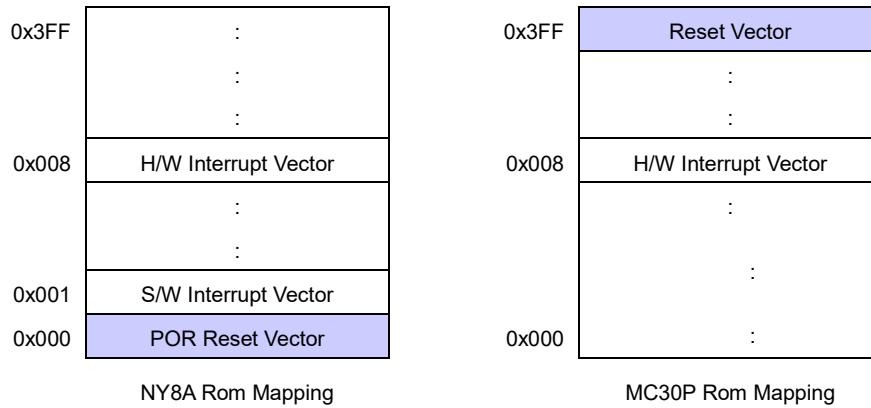 0x3FF
:
:
:
0x008 H/W Interrupt Vector
:
:
0x001 S/W Interrupt Vector
0x000 POR Reset Vector
NY8A Rom Mapping
0x3FF Reset Vector
:
:
0x008 H/W Interrupt Vector
:
:
0x000 :
MC30P Rom Mapping